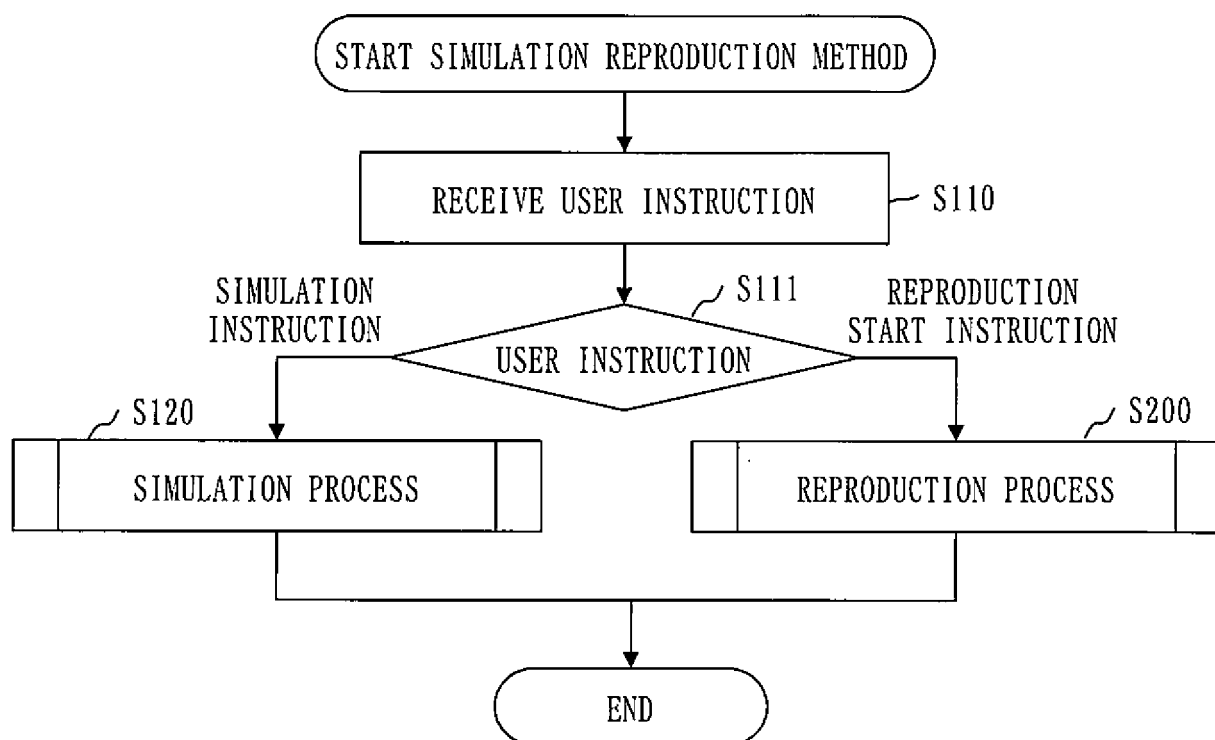 START SIMULATION REPRODUCTION METHOD
RECEIVE USER INSTRUCTION
S110
SIMULATION
INSTRUCTION
S111
REPRODUCTION
START INSTRUCTION
USER INSTRUCTION
S120
SIMULATION PROCESS
S200
REPRODUCTION PROCESS
END